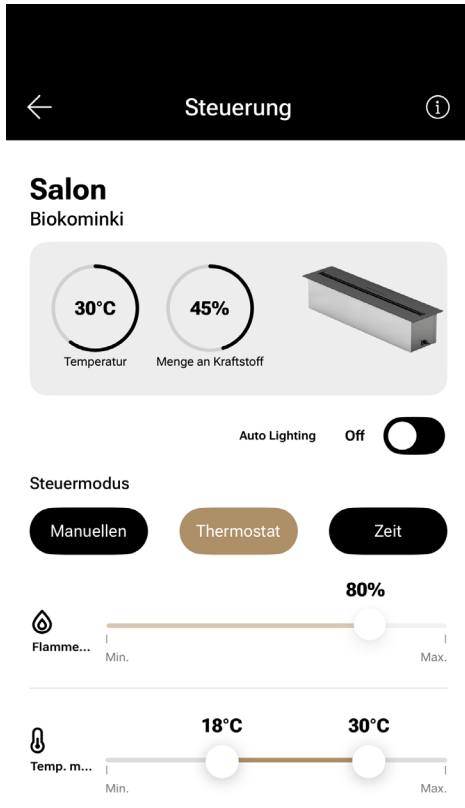 Steuerung
Salon
Biokominki
30°C 45%
Temperatur Menge an Kraftstoff
Auto Lighting Off
Steuermodus
Manuellen Thermostat Zeit
80%
Flamme...
Min. Max.
18°C 30°C
Temp. m...
Min. Max.